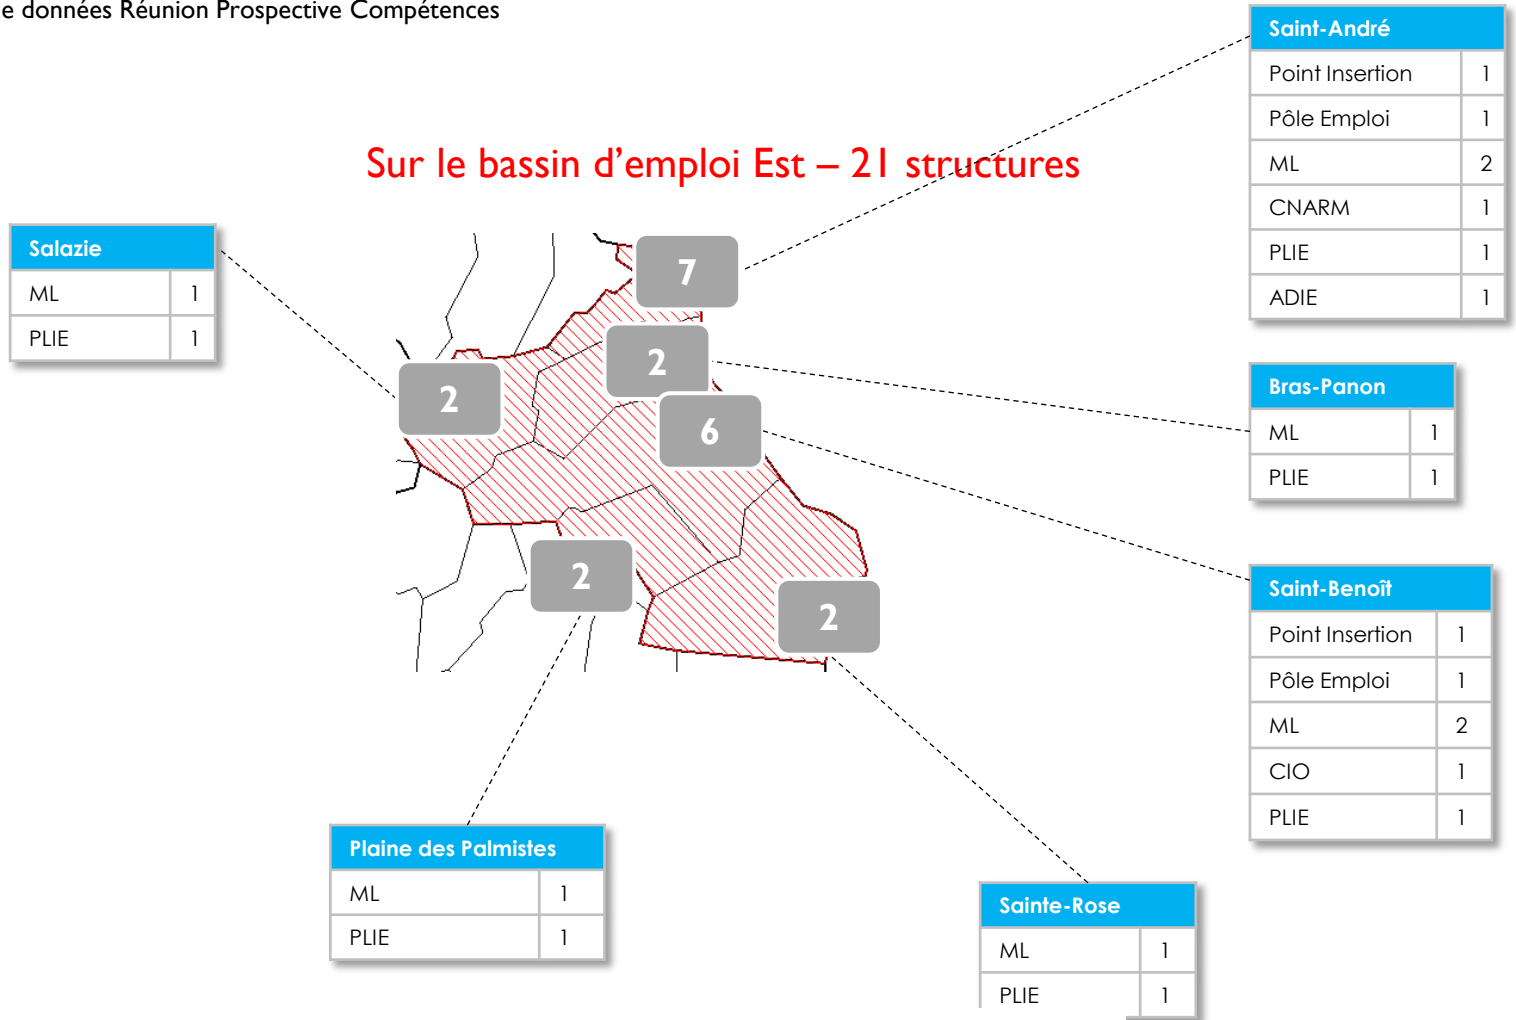 e données Réunion Prospective Compétences
Sur le bassin d'emploi Est – 21 structures
Saint-André
Point Insertion 1
Pôle Emploi 1
ML 2
CNARM 1
PLIE 1
ADIE 1
Salazie
ML 1
PLIE 1
7
2
2
6
2
2
Bras-Panon
ML 1
PLIE 1
Saint-Benoît
Point Insertion 1
Pôle Emploi 1
ML 2
CIO 1
PLIE 1
Plaine des Palmistes
ML 1
PLIE 1
Sainte-Rose
ML 1
PLIE 1